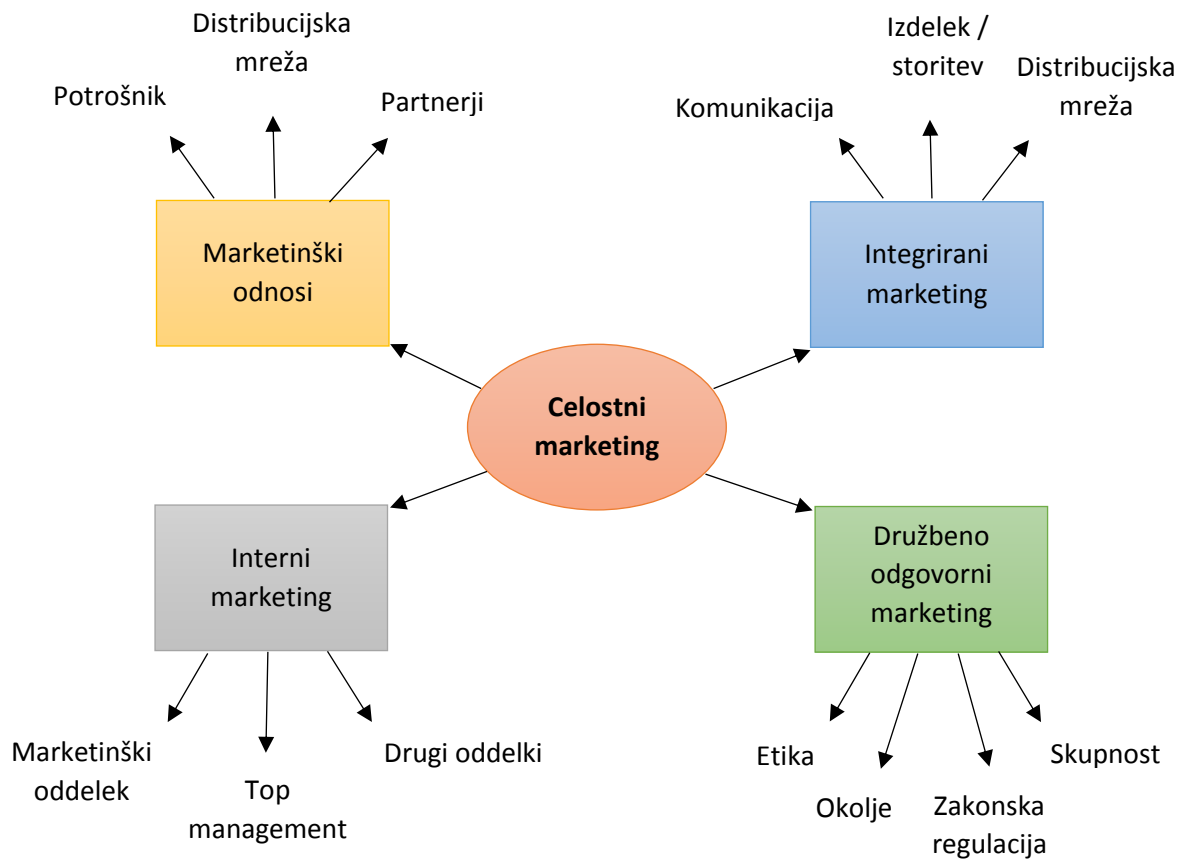 Distribucijska
mreža
Potrošnik
Partnerji
Izdelek /
storitev
Distribucijska
mreža
Komunikacija
Marketinški
odnosi
Integrirani
marketing
Celostni
marketing
Interni
marketing
Družbeno
odgovorni
marketing
Marketinški
oddelek
Top
management
Drugi oddelki
Etika
Okolje
Zakonska
regulacija
Skupnost